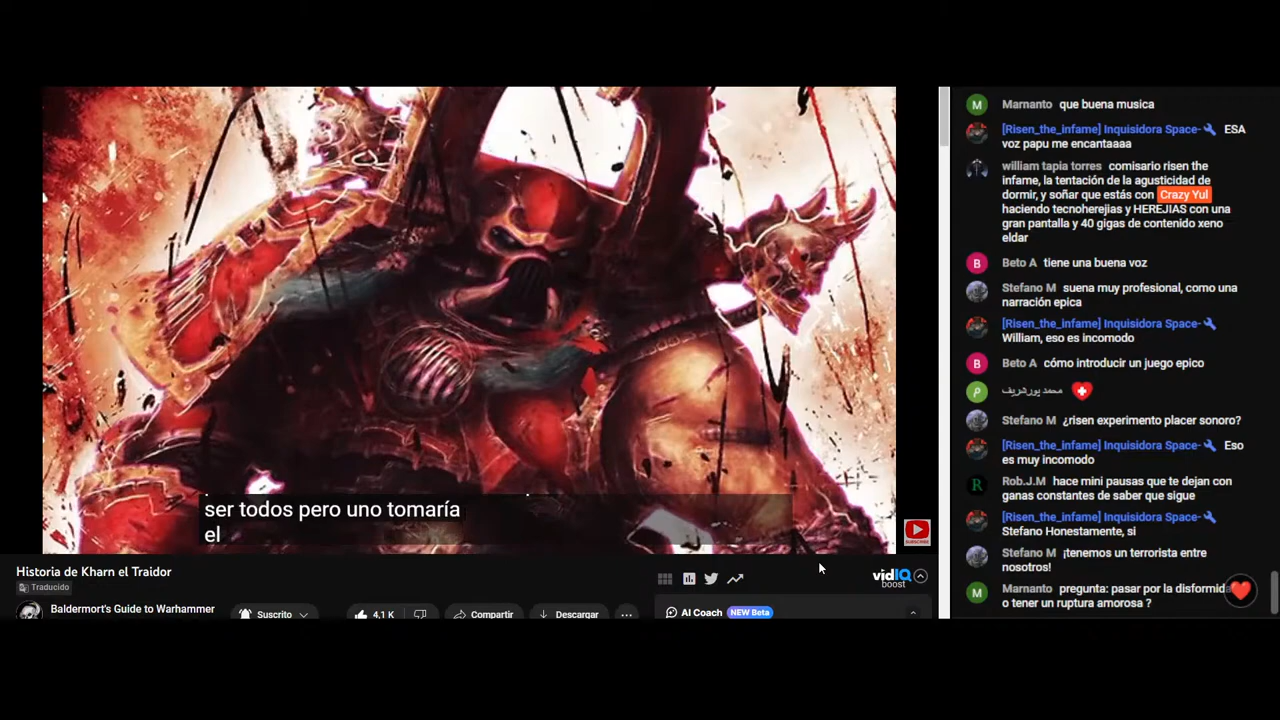 ser todos pero uno tomaría
el
SUBSCRIBE
Historia de Kharn el Traidor
Traducido
Baldermort's Guide to Warhammer
Suscrito
4,1 K
Compartir
Descargar
...
vidIQ
boost
AI Coach NEW Beta
Marnanto que buena musica
[Risen_the_infame] Inquisidora Space- ESA
voz papu me encantaaaa
william tapia torres comisario risen the
infame, la tentación de la agusticidad de
dormir, y soñar que estás con Crazy Yul
haciendo tecnoherejias y HEREJIAS con una
gran pantalla y 40 gigas de contenido xeno
eldar
B Beto A tiene una buena voz
Stefano M suena muy profesional, como una
narración epica
[Risen_the_infame] Inquisidora Space-
William, eso es incomodo
B Beto A cómo introducir un juego epico
م محمد پورشریف
Stefano M ¿risen experimento placer sonoro?
[Risen_the_infame] Inquisidora Space- Eso
es muy incomodo
R Rob.J.M hace mini pausas que te dejan con
ganas constantes de saber que sigue
[Risen_the_infame] Inquisidora Space-
Stefano Honestamente, si
Stefano M ¡tenemos un terrorista entre
nosotros!
M Marnanto pregunta: pasar por la disformid
o tener un ruptura amorosa ?